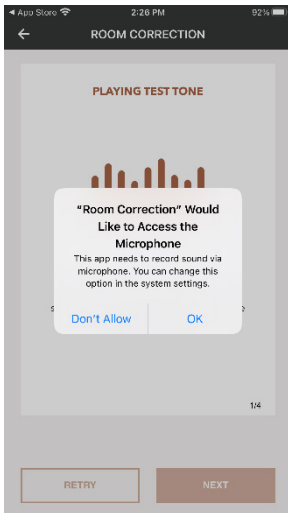 App Store 2:26 PM 92%
ROOM CORRECTION
PLAYING TEST TONE
"Room Correction" Would
Like to Access the
Microphone
This app needs to record sound via
microphone. You can change this
option in the system settings.
Don't Allow OK
1/4
RETRY NEXT